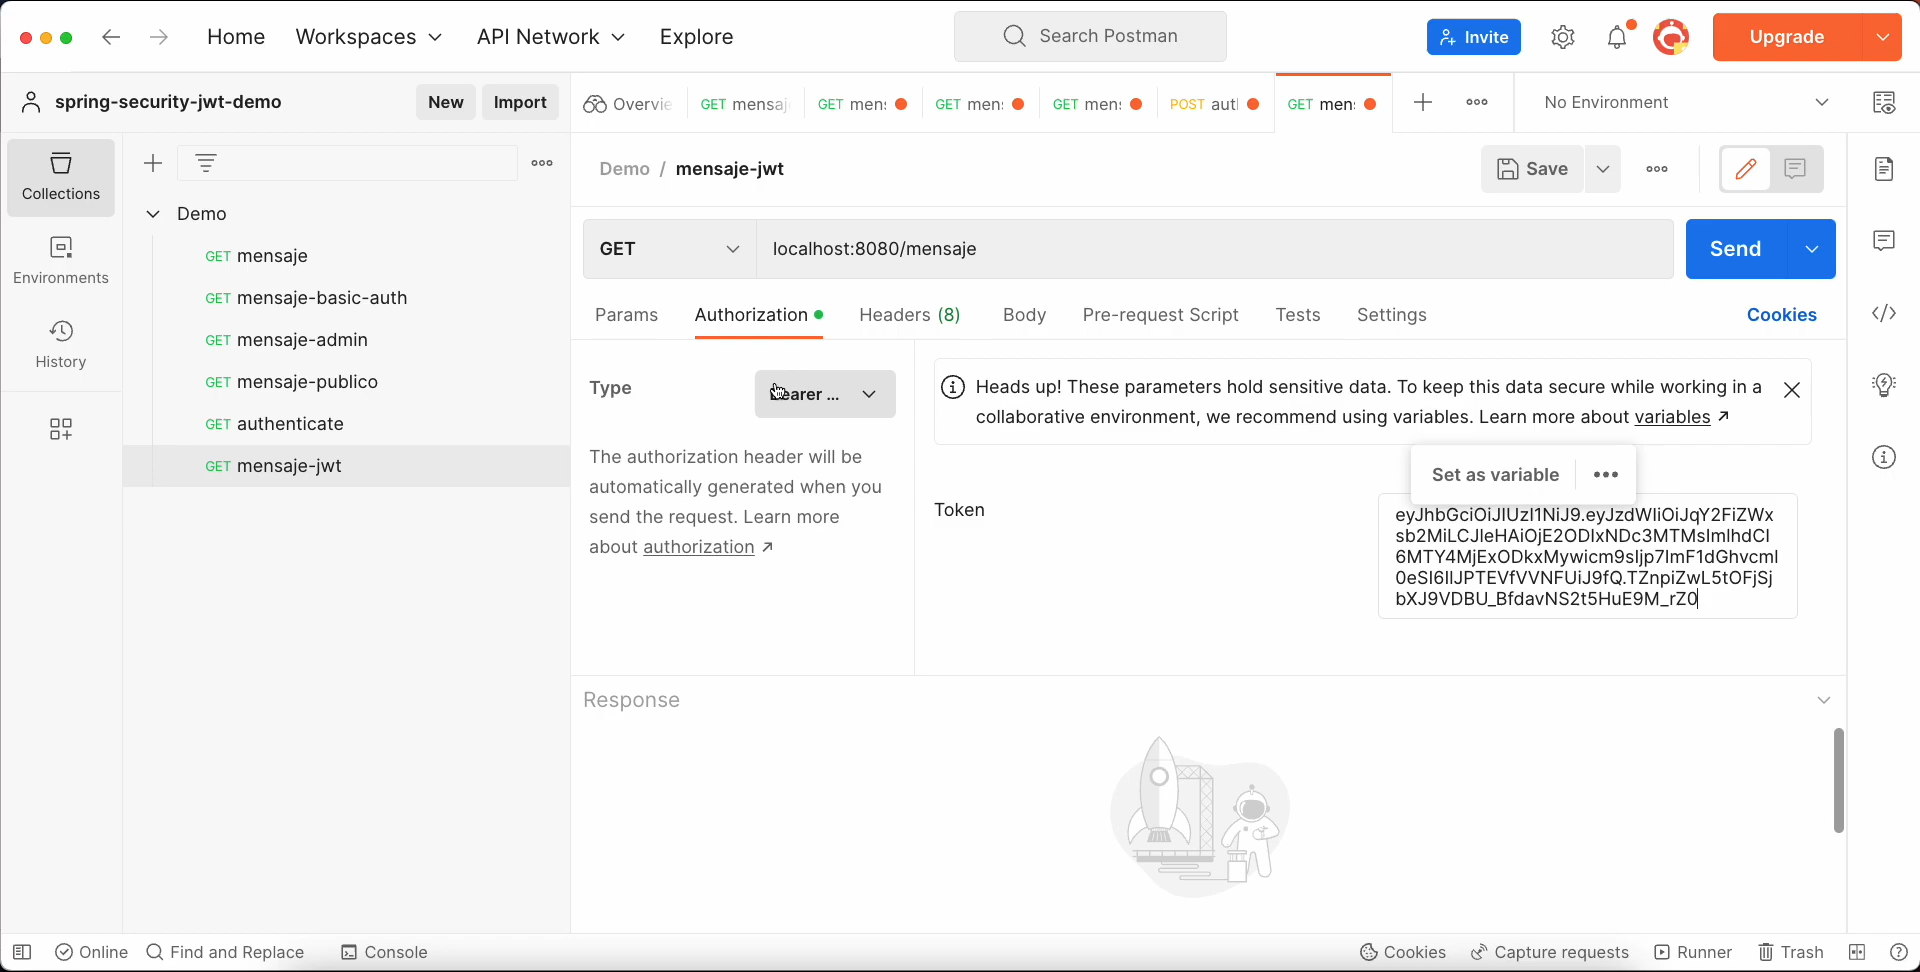 Home
Workspaces
API Network
Explore
Search Postman
Invite
Upgrade
spring-security-jwt-demo
New
Import
Overvie
GET mensaj
GET men:
GET men:
GET men:
POST aut
GET men:
No Environment
Collections
Environments
History
Demo
GET mensaje
GET mensaje-basic-auth
GET mensaje-admin
GET mensaje-publico
GET authenticate
GET mensaje-jwt
Demo / mensaje-jwt
Save
GET
localhost:8080/mensaje
Send
Params
Authorization
Headers (8)
Body
Pre-request Script
Tests
Settings
Cookies
Type
Bearer ...
The authorization header will be
automatically generated when you
send the request. Learn more
about authorization ↗
Heads up! These parameters hold sensitive data. To keep this data secure while working in a
collaborative environment, we recommend using variables. Learn more about variables ↗
Set as variable
Token
eyJhbGciOiJIUzI1NiJ9.eyJzdWIiOiJqY2FiZWx
sb2MiLCJleHAiOjE2ODIxNDc3MTMsImlhdCI
6MTY4MjExODkxMywicm9sIjp7ImF1dGhvcml
0eSI6IlJPTEVfVVNFUiJ9fQ.TZnpiZwL5tOFjSj
bXJ9VDBU_BfdavNS2t5HuE9M_rZ0
Response
Online
Find and Replace
Console
Cookies
Capture requests
Runner
Trash